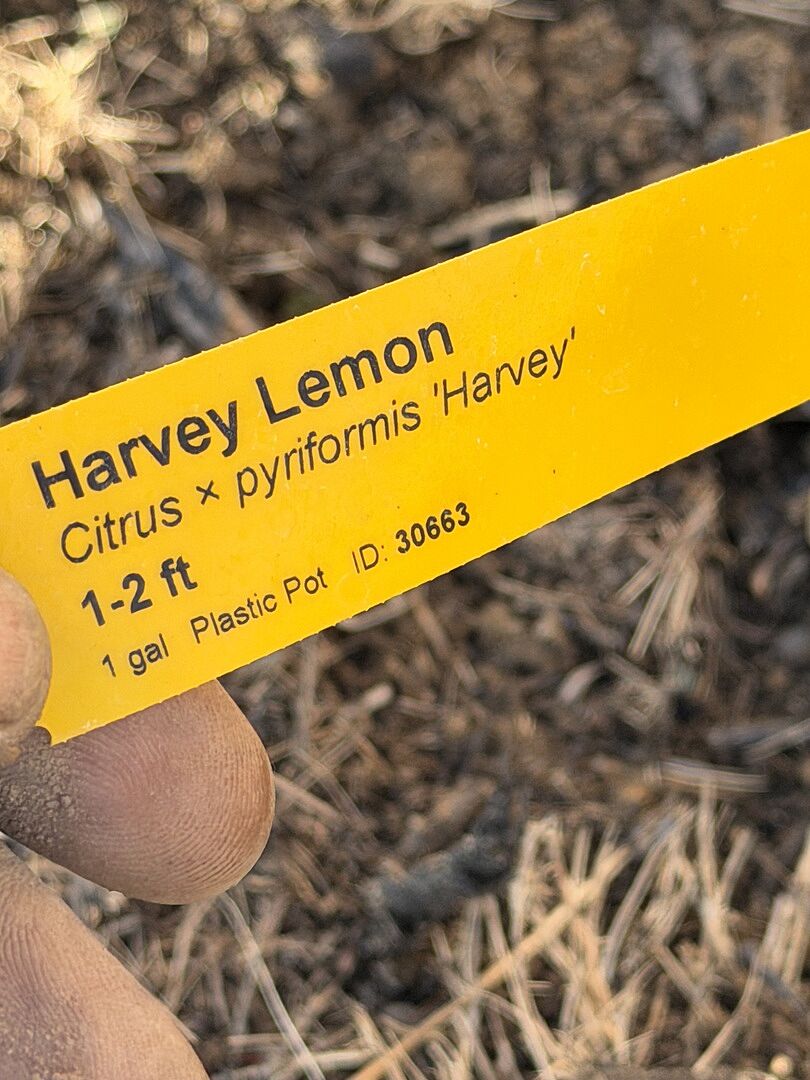 Harvey Lemon
Citrus × pyriformis 'Harvey'
1-2 ft
1 gal Plastic Pot ID: 30663